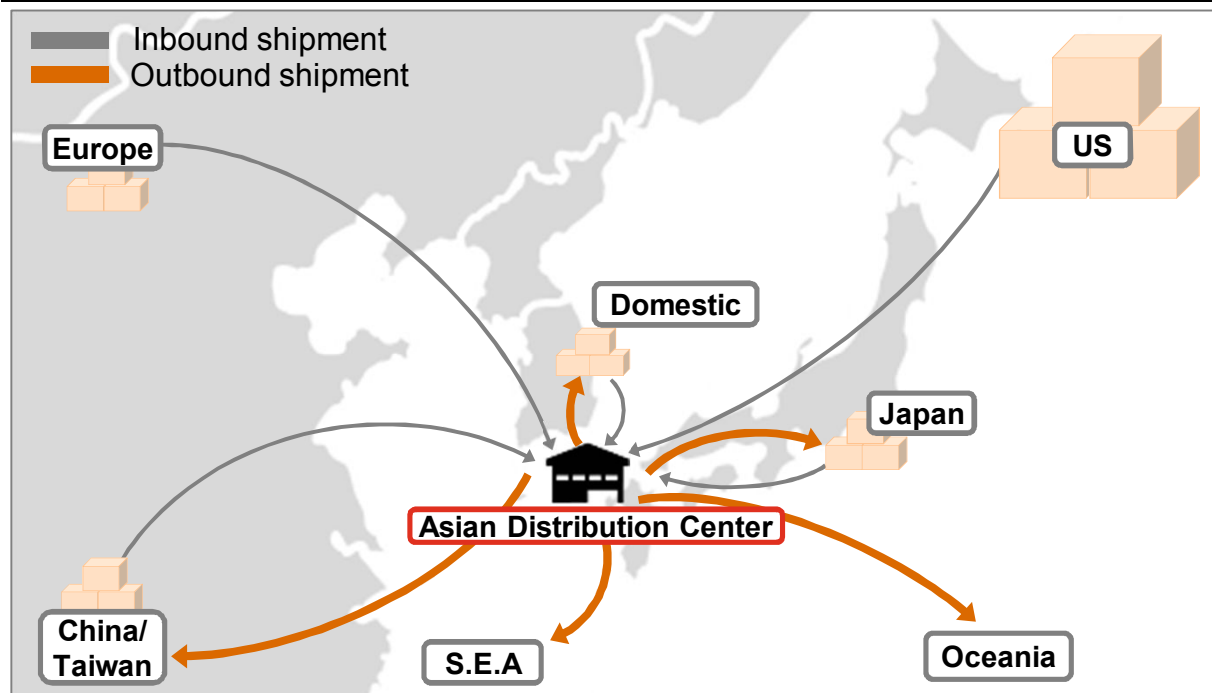 Inbound shipment
Outbound shipment
Europe
US
Domestic
Japan
Asian Distribution Center
China/
Taiwan
S.E.A
Oceania